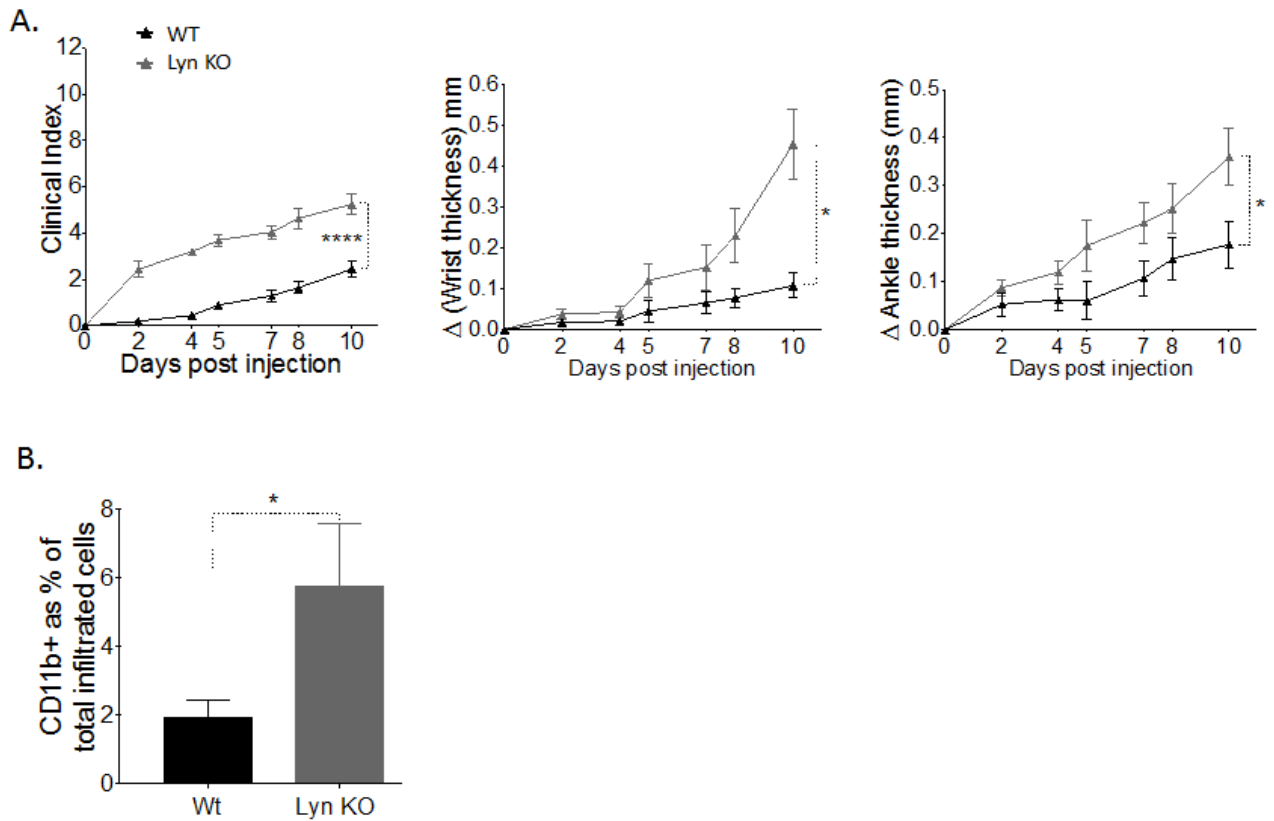 A.
WT
Lyn KO
Clinical Index
12
10
8
6
4
2
0
****
0 2 4 5 7 8 10
Days post injection
Δ (Wrist thickness) mm
0.6
0.5
0.4
0.3
0.2
0.1
0.0
*
0 2 4 5 7 8 10
Days post injection
Δ Ankle thickness (mm)
0.5
0.4
0.3
0.2
0.1
0.0
*
0 2 4 5 7 8 10
Days post injection
B.
CD11b+ as % of
total infiltrated cells
8
6
4
2
0
*
Wt Lyn KO